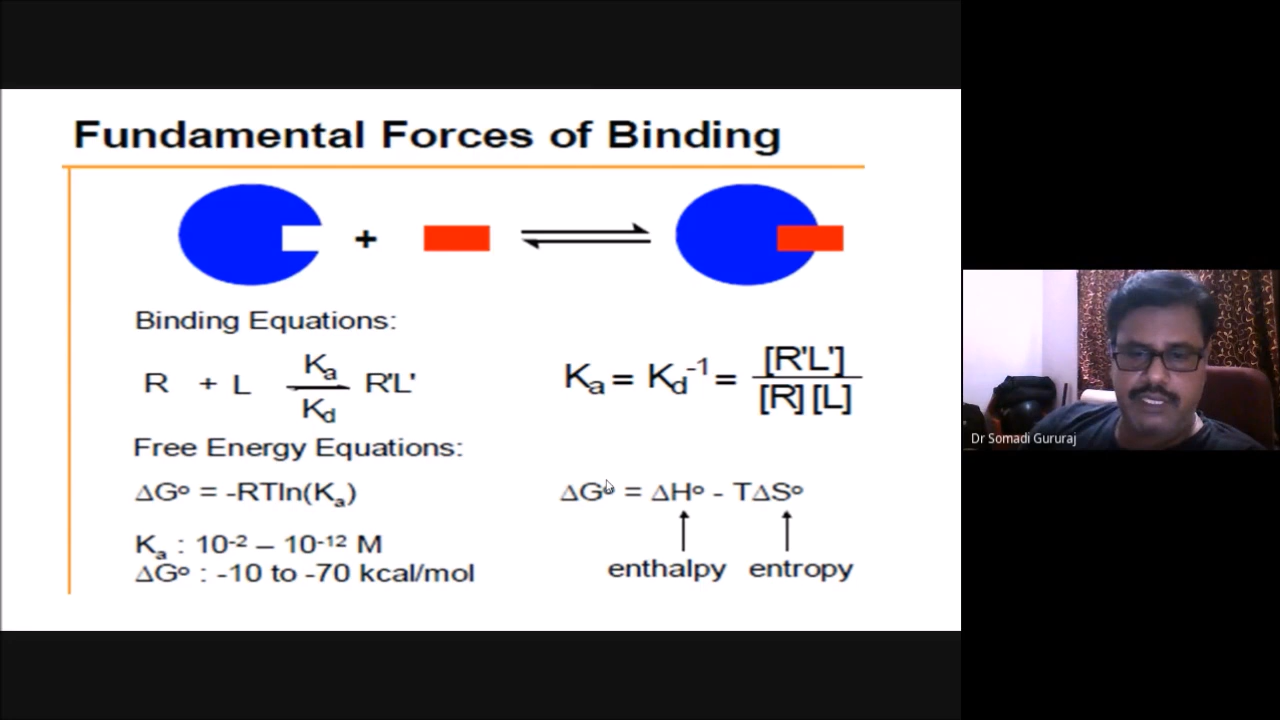 Fundamental Forces of Binding
+
Binding Equations:
R + L Ka/Kd R'L'
Ka = Kd⁻¹ = [R'L']/[R][L]
Free Energy Equations:
ΔG° = -RTln(Ka)
ΔG° = ΔH° - TΔS°
Ka : 10⁻² – 10⁻¹² M
ΔG° : -10 to -70 kcal/mol
enthalpy entropy
Dr Somadi Gururaj